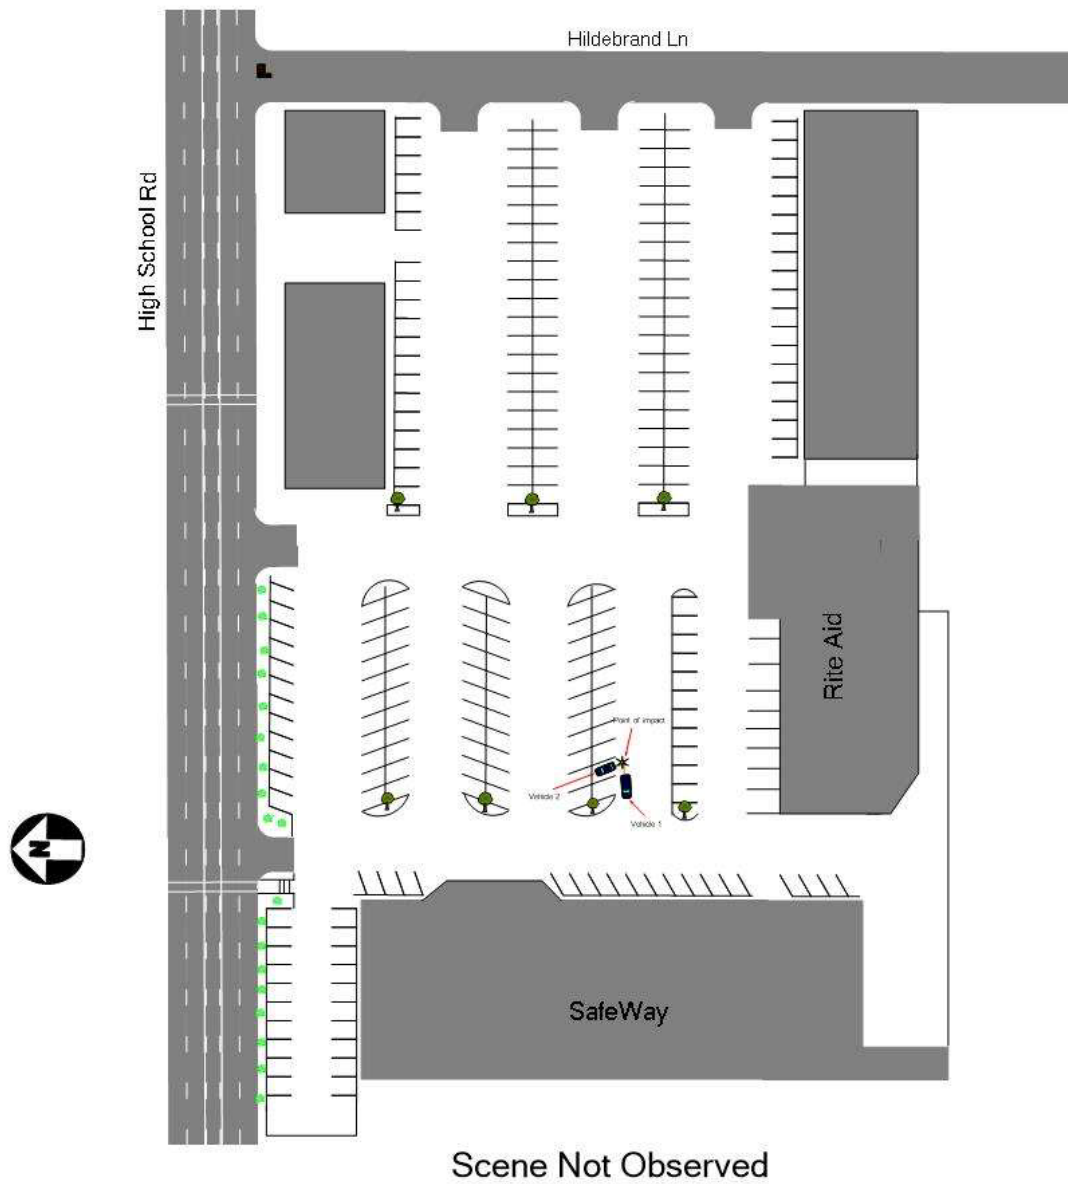 Hildebrand Ln
High School Rd
Rite Aid
Point of impact
Vehicle 2
Vehicle 1
N
SafeWay
Scene Not Observed